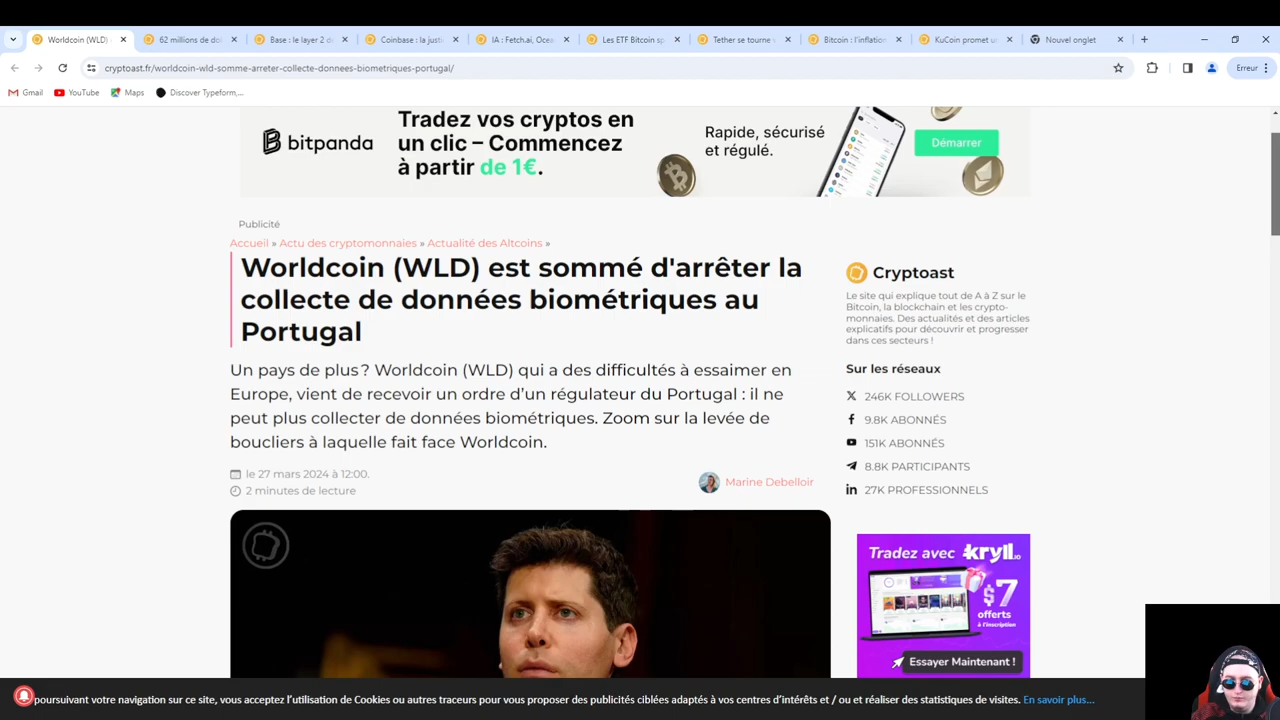 Worldcoin (WLD)
62 millions de do
Base : le layer 2 d
Coinbase : la just
IA : Fetch.ai, Ocea
Les ETF Bitcoin sp
Tether se tourne v
Bitcoin : l'inflation
KuCoin promet u
Nouvel onglet
cryptoast.fr/worldcoin-wld-somme-arreter-collecte-donnees-biometriques-portugal/
Erreur
Gmail
YouTube
Maps
Discover Typeform,...
bitpanda
Tradez vos cryptos en
un clic – Commencez
à partir de 1€.
Rapide, sécurisé
et régulé.
Démarrer
Publicité
Accueil » Actu des cryptomonnaies » Actualité des Altcoins »
Worldcoin (WLD) est sommé d'arrêter la
collecte de données biométriques au
Portugal
Un pays de plus ? Worldcoin (WLD) qui a des difficultés à essaimer en
Europe, vient de recevoir un ordre d’un régulateur du Portugal : il ne
peut plus collecter de données biométriques. Zoom sur la levée de
boucliers à laquelle fait face Worldcoin.
le 27 mars 2024 à 12:00.
2 minutes de lecture
Marine Debelloir
Cryptoast
Le site qui explique tout de A à Z sur le
Bitcoin, la blockchain et les crypto-
monnaies. Des actualités et des articles
explicatifs pour découvrir et progresser
dans ces secteurs !
Sur les réseaux
246K FOLLOWERS
9.8K ABONNÉS
151K ABONNÉS
8.8K PARTICIPANTS
27K PROFESSIONNELS
Tradez avec kryll.io
$7
offerts
à l'inscription
Essayer Maintenant !
poursuivant votre navigation sur ce site, vous acceptez l’utilisation de Cookies ou autres traceurs pour vous proposer des publicités ciblées adaptés à vos centres d’intérêts et / ou et réaliser des statistiques de visites. En savoir plus...